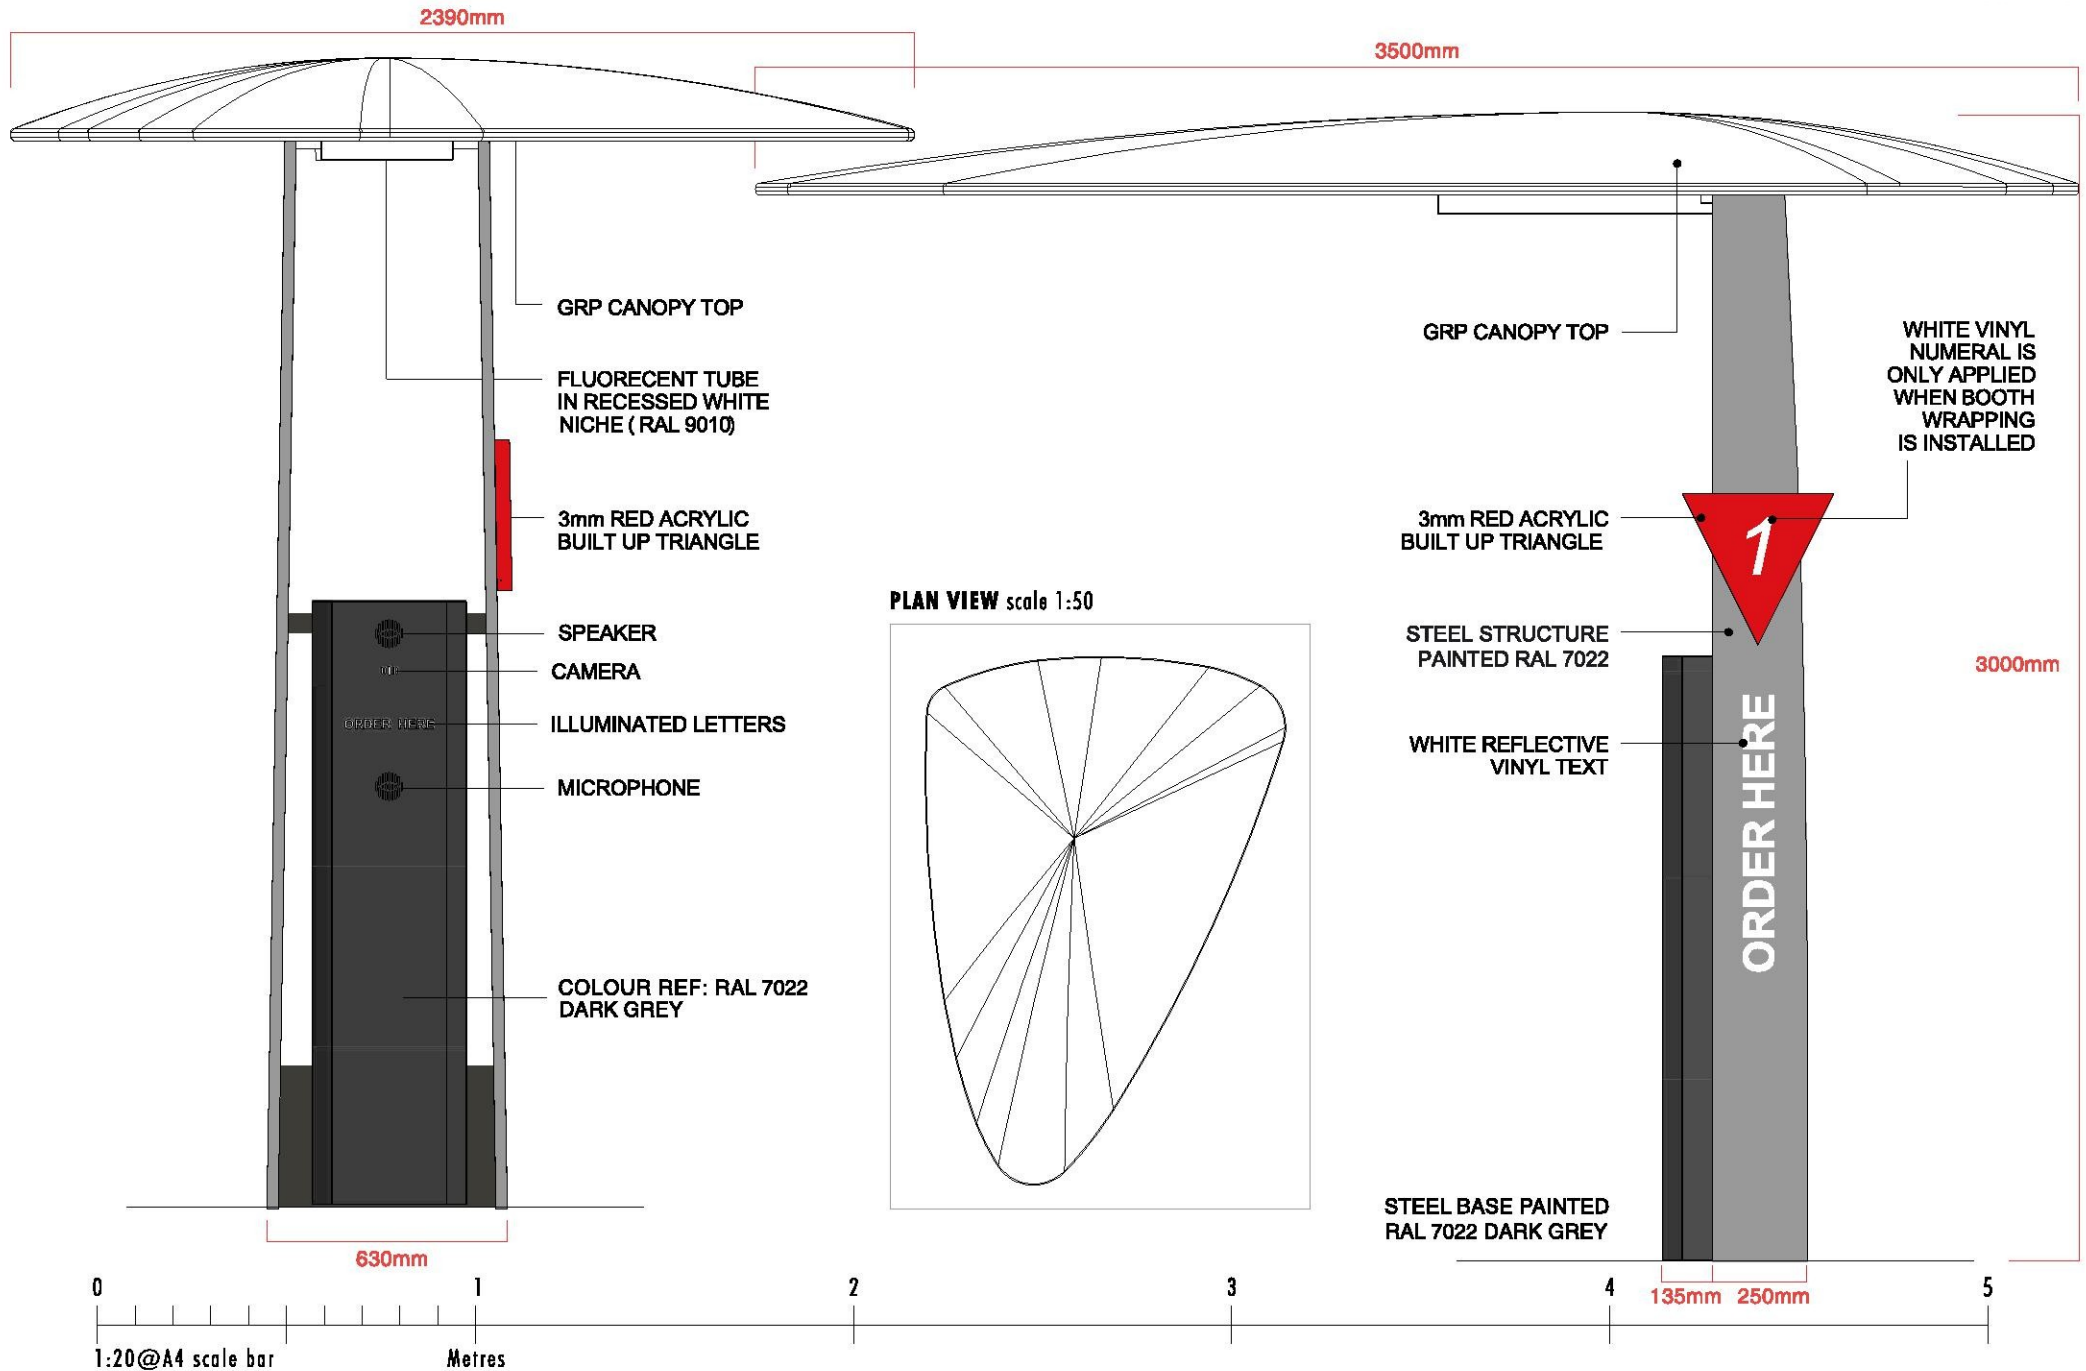 2390mm
3500mm
GRP CANOPY TOP
FLUORECENT TUBE
IN RECESSED WHITE
NICHE ( RAL 9010)
3mm RED ACRYLIC
BUILT UP TRIANGLE
SPEAKER
CAMERA
ORDER HERE
ILLUMINATED LETTERS
MICROPHONE
COLOUR REF: RAL 7022
DARK GREY
630mm
PLAN VIEW scale 1:50
GRP CANOPY TOP
WHITE VINYL
NUMERAL IS
ONLY APPLIED
WHEN BOOTH
WRAPPING
IS INSTALLED
3mm RED ACRYLIC
BUILT UP TRIANGLE
1
STEEL STRUCTURE
PAINTED RAL 7022
3000mm
WHITE REFLECTIVE
VINYL TEXT
ORDER HERE
STEEL BASE PAINTED
RAL 7022 DARK GREY
135mm 250mm
0 1 2 3 4 5
1:20@A4 scale bar Metres